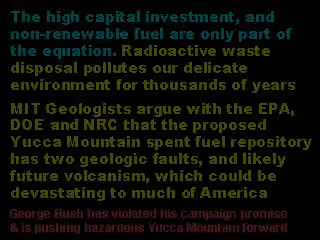 The high capital investment, and
non-renewable fuel are only part of
the equation. Radioactive waste
disposal pollutes our delicate
environment for thousands of years
MIT Geologists argue with the EPA,
DOE and NRC that the proposed
Yucca Mountain spent fuel repository
has two geologic faults, and likely
future volcanism, which could be
devastating to much of America
George Bush has violated his campaign promise
& is pushing hazardous Yucca Mountain forward